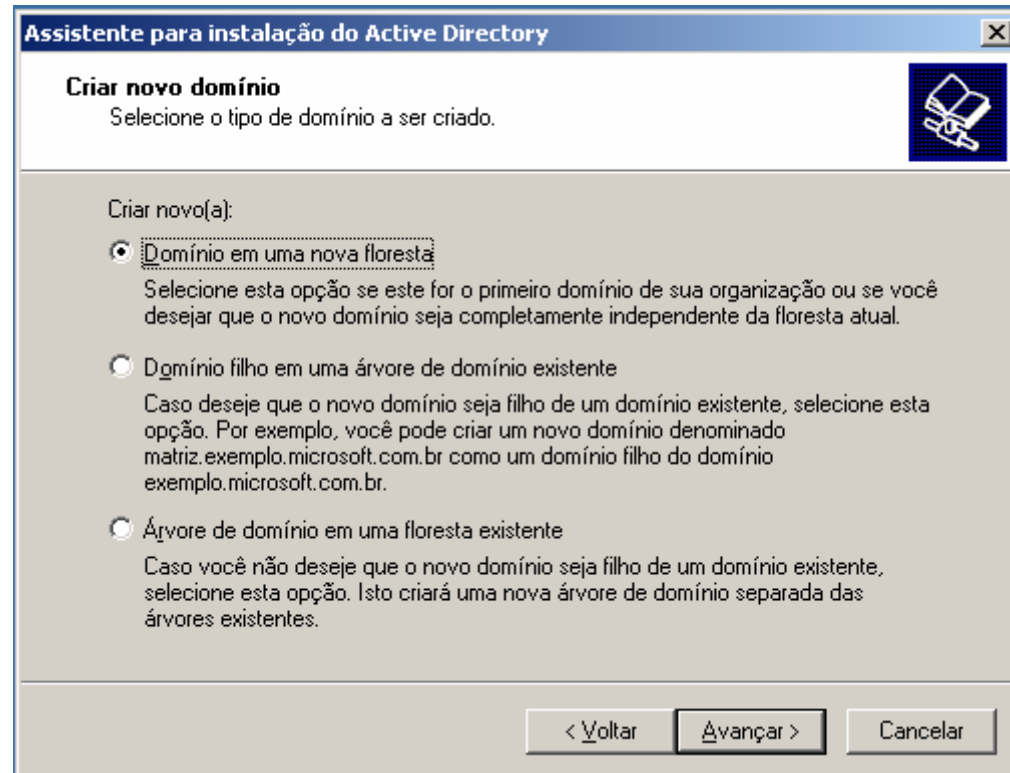 Assistente para instalação do Active Directory
Criar novo domínio
Selecione o tipo de domínio a ser criado.
Criar novo(a):
Domínio em uma nova floresta
Selecione esta opção se este for o primeiro domínio de sua organização ou se você
desejar que o novo domínio seja completamente independente da floresta atual.
Domínio filho em uma árvore de domínio existente
Caso deseje que o novo domínio seja filho de um domínio existente, selecione esta
opção. Por exemplo, você pode criar um novo domínio denominado
matriz.exemplo.microsoft.com.br como um domínio filho do domínio
exemplo.microsoft.com.br.
Árvore de domínio em uma floresta existente
Caso você não deseje que o novo domínio seja filho de um domínio existente,
selecione esta opção. Isto criará uma nova árvore de domínio separada das
árvores existentes.
< Voltar
Avançar >
Cancelar